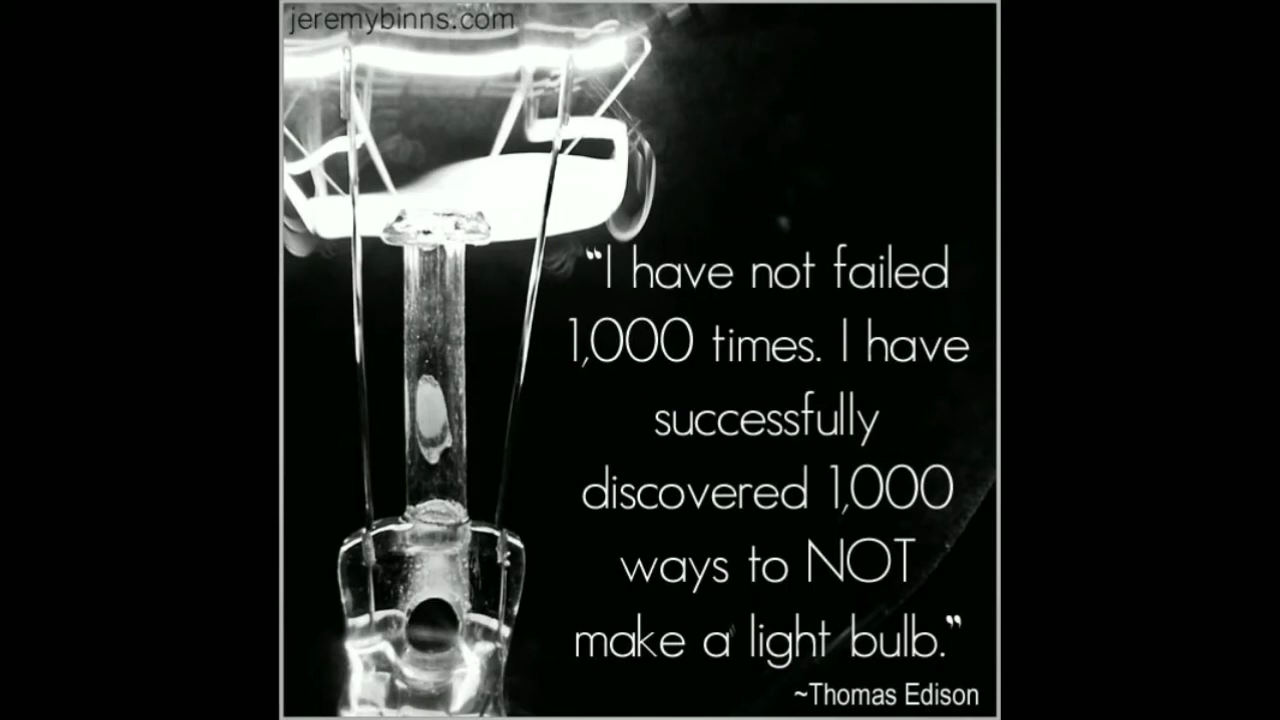 jeremybinns.com
“I have not failed
1,000 times. I have
successfully
discovered 1,000
ways to NOT
make a light bulb.”
~Thomas Edison